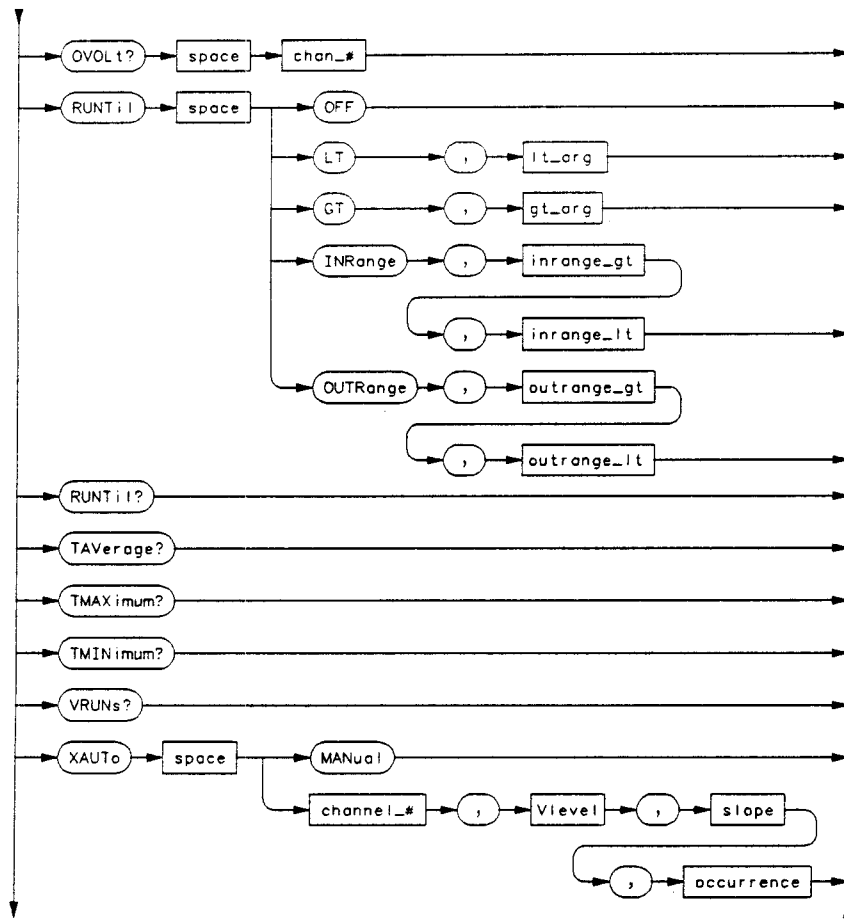 OVOLt? space chan_#
RUNTil space OFF
LT , lt_arg
GT , gt_arg
INRange , inrange_gt
, inrange_lt
OUTRange , outrange_gt
, outrange_lt
RUNTil?
TAVerage?
TMAXimum?
TMINimum?
VRUNs?
XAUTo space MANual
channel_# , Vlevel , slope
, occurrence